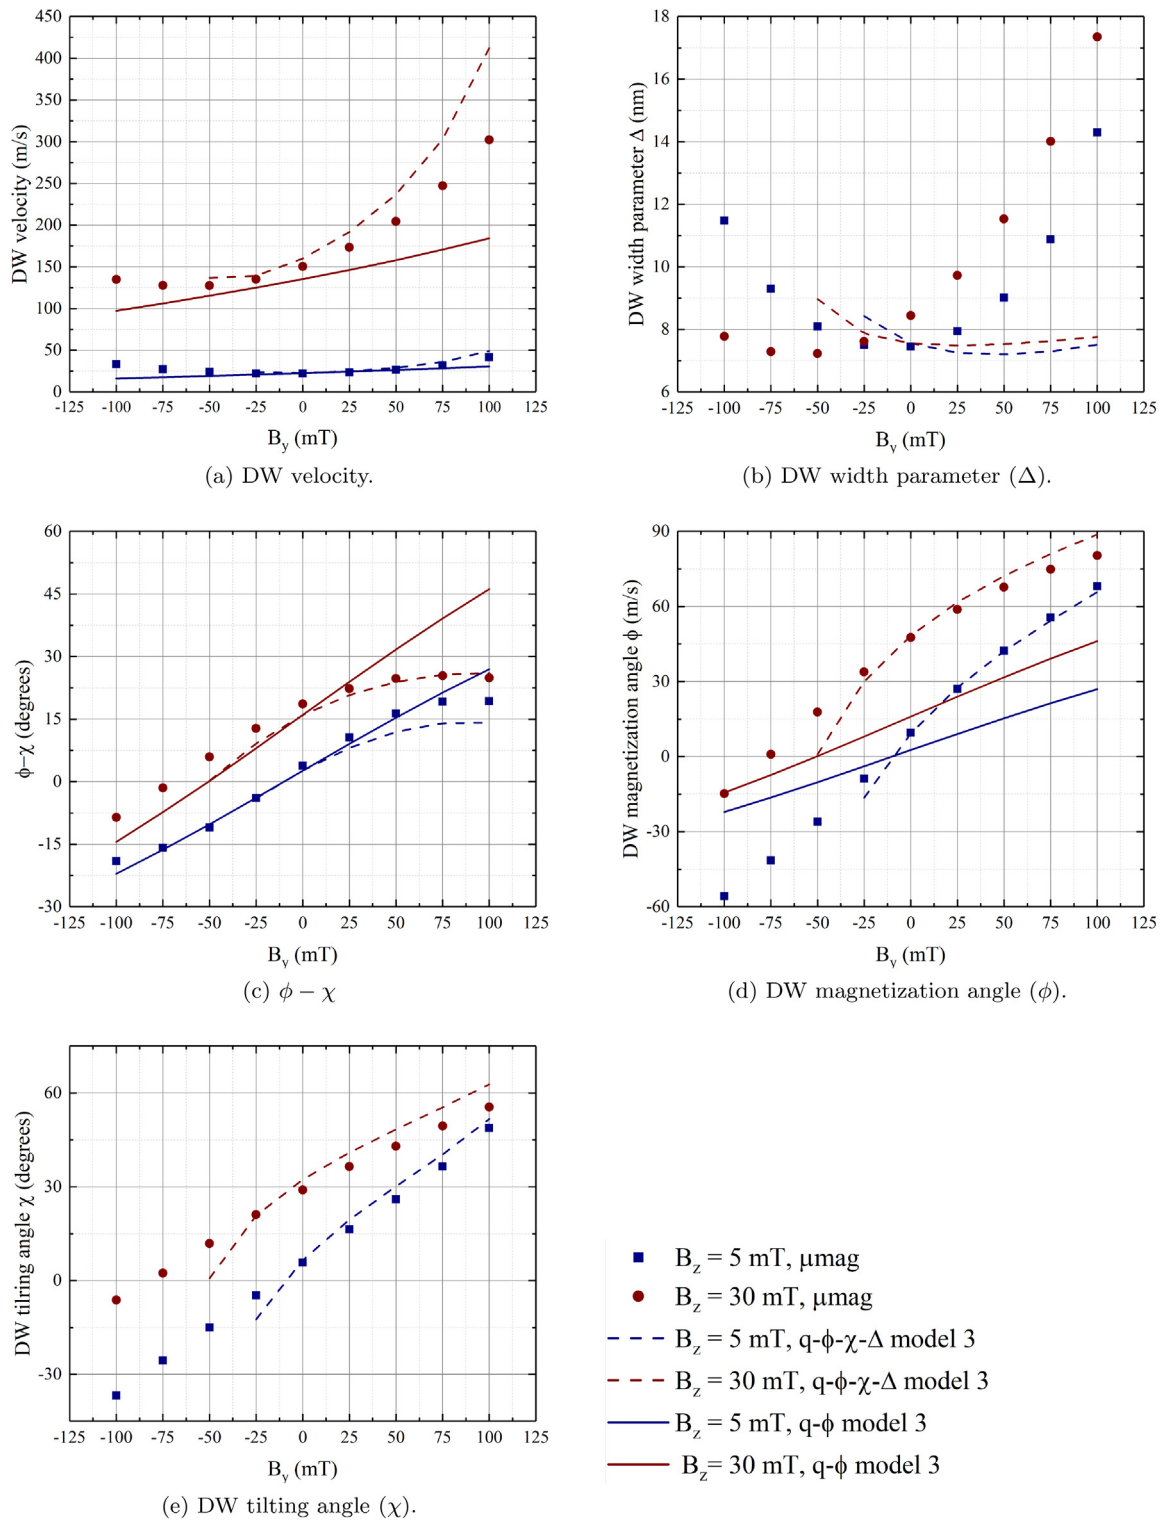 450
400
350
300
250
200
150
100
50
0
DW velocity (m/s)
-125 -100 -75 -50 -25 0 25 50 75 100 125
B_y (mT)
(a) DW velocity.
18
16
14
12
10
8
6
DW width parameter Δ (nm)
-125 -100 -75 -50 -25 0 25 50 75 100 125
B_y (mT)
(b) DW width parameter (Δ).
60
45
30
15
0
-15
-30
ϕ−χ (degrees)
-125 -100 -75 -50 -25 0 25 50 75 100 125
B_y (mT)
(c) ϕ − χ
90
60
30
0
-30
-60
DW magnetization angle ϕ (m/s)
-125 -100 -75 -50 -25 0 25 50 75 100 125
B_y (mT)
(d) DW magnetization angle (ϕ).
60
30
0
-30
DW tilring angle χ (degrees)
-125 -100 -75 -50 -25 0 25 50 75 100 125
B_y (mT)
(e) DW tilting angle (χ).
B_z = 5 mT, μmag
B_z = 30 mT, μmag
B_z = 5 mT, q-ϕ-χ-Δ model 3
B_z = 30 mT, q-ϕ-χ-Δ model 3
B_z = 5 mT, q-ϕ model 3
B_z= 30 mT, q-ϕ model 3